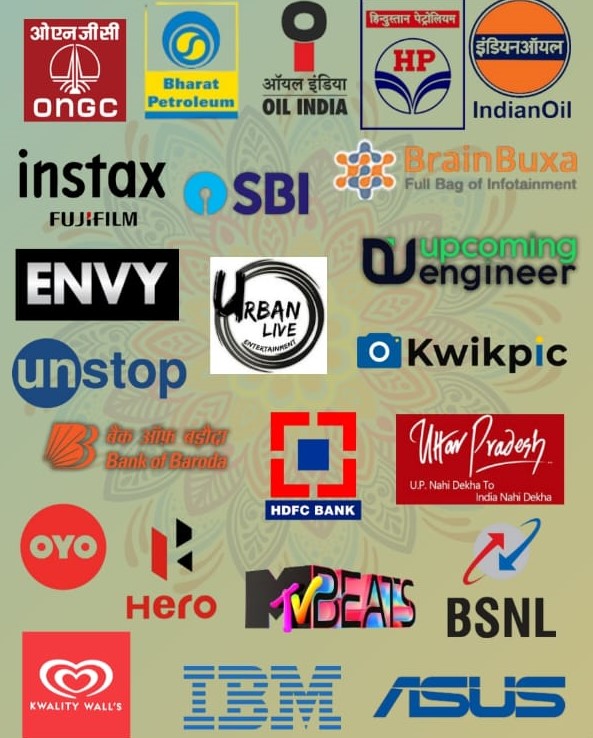 ओएनजीसी
ONGC
Bharat
Petroleum
ऑयल इंडिया
OIL INDIA
हिन्दुस्तान पेट्रोलियम
HP
इंडियनऑयल
IndianOil
instax
FUJIFILM
SBI
BrainBuxa
Full Bag of Infotainment
ENVY
URBAN
LIVE
ENTERTAINMENT
upcoming
engineer
unstop
Kwikpic
बैंक ऑफ़ बड़ौदा
Bank of Baroda
HDFC BANK
Uttar Pradesh
U.P. Nahi Dekha To
India Nahi Dekha
OYO
Hero
MTV BEATS
BSNL
KWALITY WALL'S
IBM
ASUS